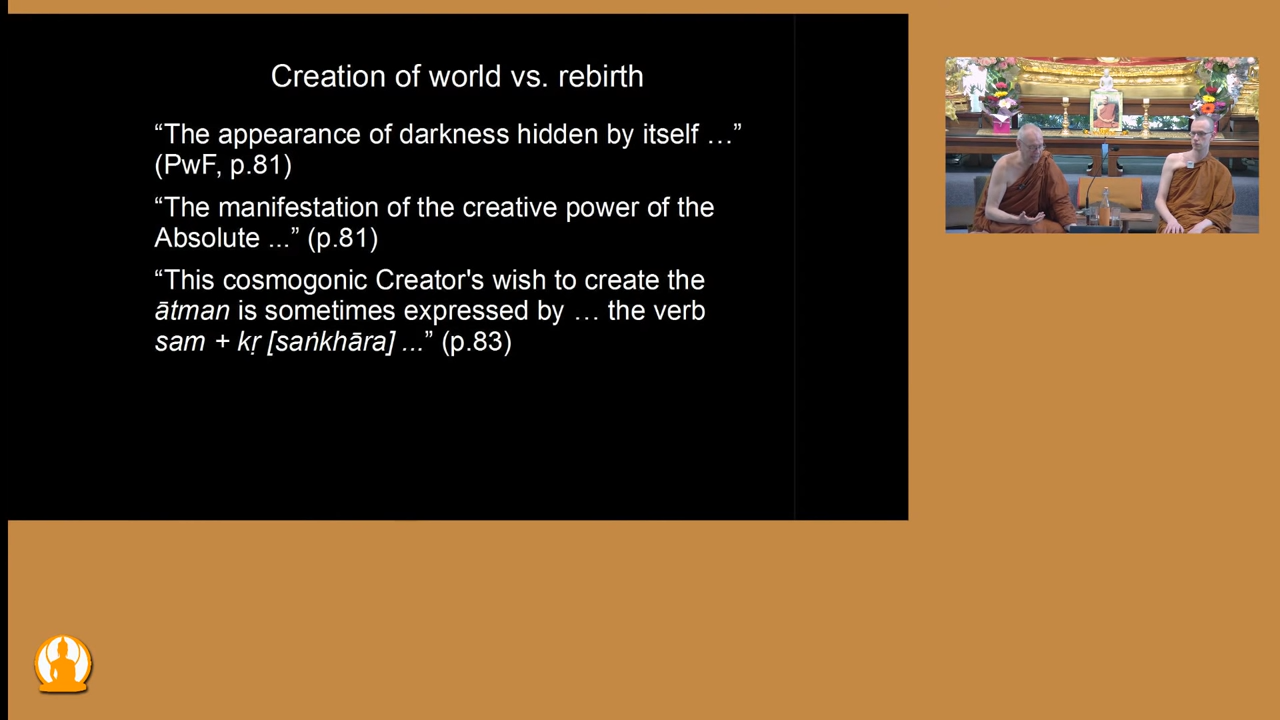 Creation of world vs. rebirth
“The appearance of darkness hidden by itself …”
(PwF, p.81)
“The manifestation of the creative power of the
Absolute ...” (p.81)
“This cosmogonic Creator's wish to create the
ātman is sometimes expressed by … the verb
sam + kṛ [saṅkhāra] ...” (p.83)